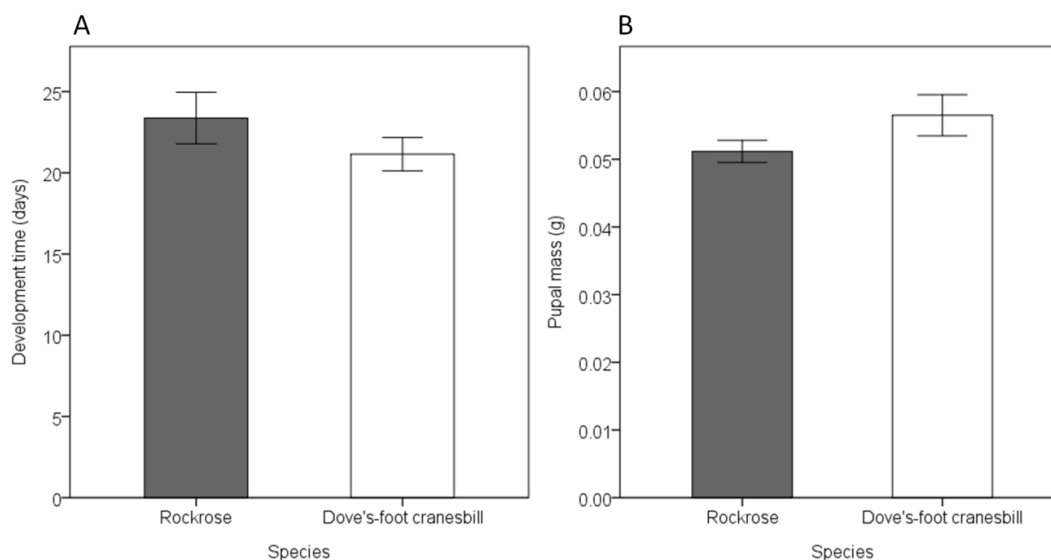 A
Development time (days)
25
20
15
10
5
0
Rockrose
Dove's-foot cranesbill
Species
B
Pupal mass (g)
0.06
0.05
0.04
0.03
0.02
0.01
0.00
Rockrose
Dove's-foot cranesbill
Species